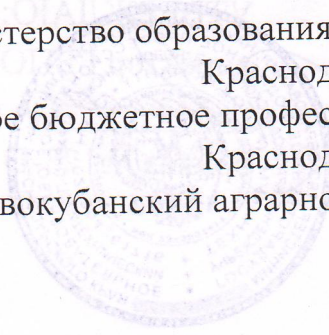 стерство образования
Краснод
ое бюджетное профес
Краснод
вокубанский аграрно